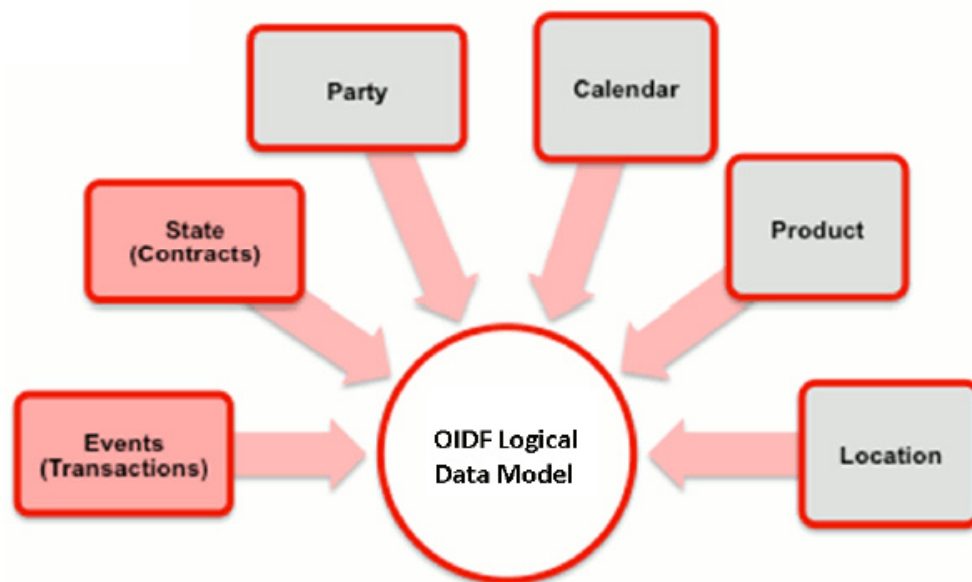 Party
Calendar
State
(Contracts)
Product
Events
(Transactions)
OIDF Logical
Data Model
Location